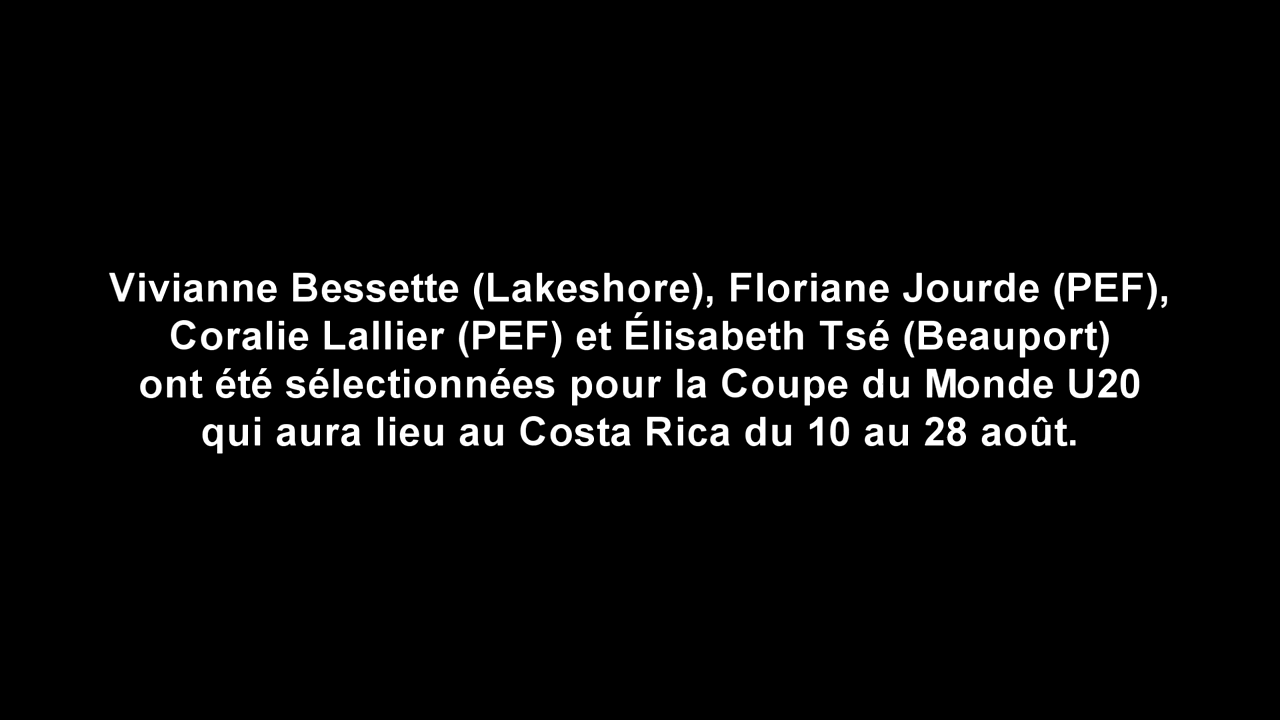 Vivianne Bessette (Lakeshore), Floriane Jourde (PEF),
Coralie Lallier (PEF) et Élisabeth Tsé (Beauport)
ont été sélectionnées pour la Coupe du Monde U20
qui aura lieu au Costa Rica du 10 au 28 août.